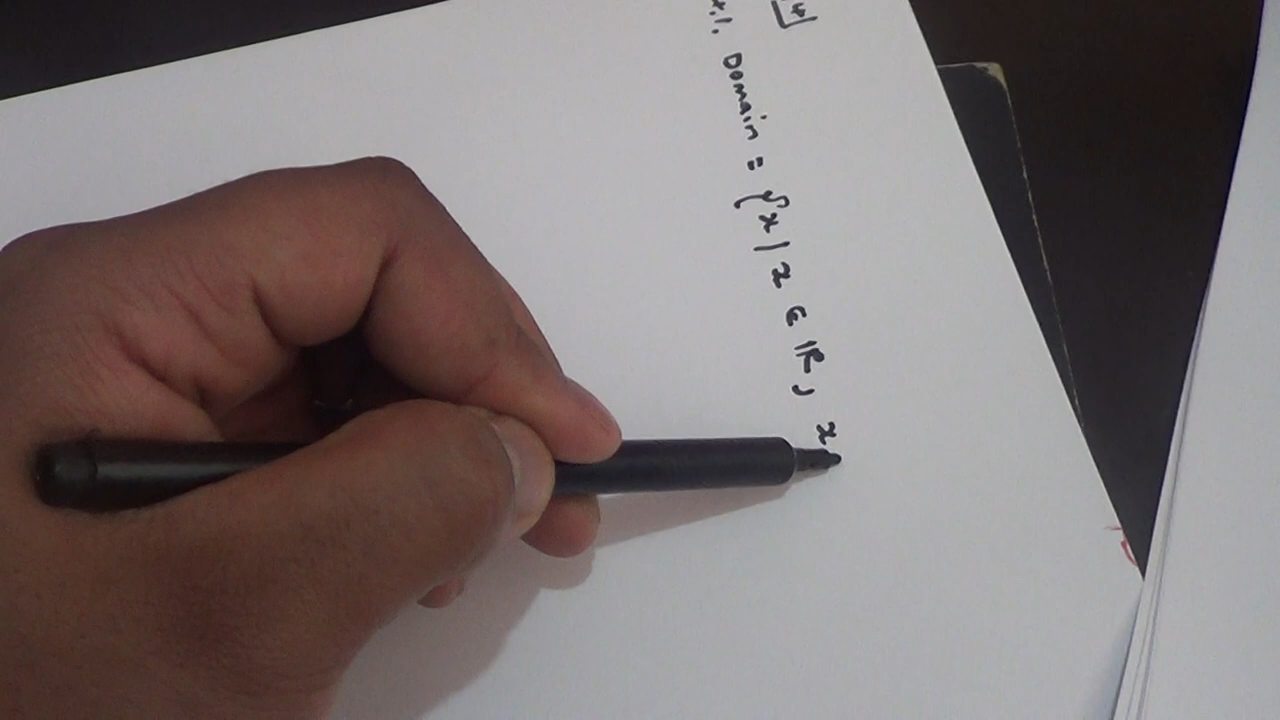 Domain = {x | x ∈ ℝ, x